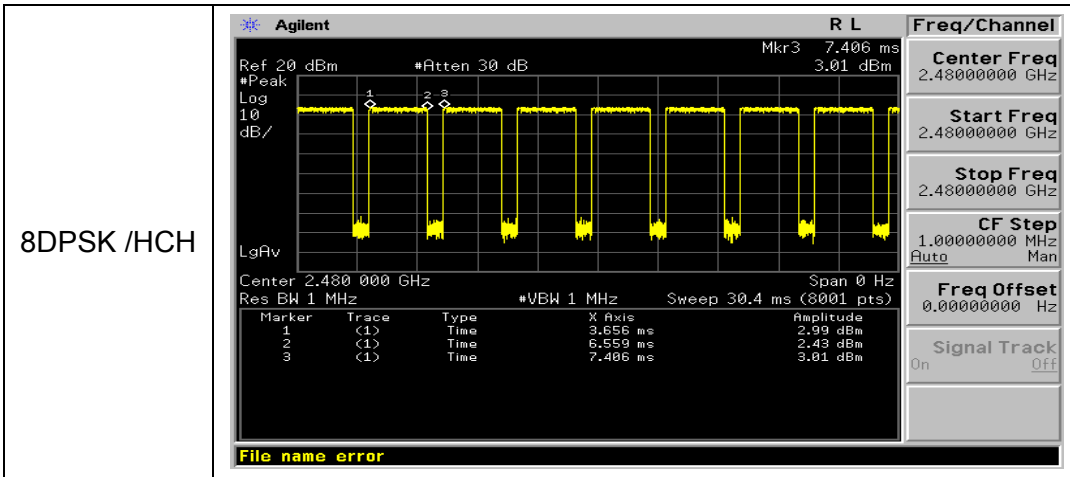 8DPSK /HCH
Agilent
R L
Mkr3 7.406 ms
Ref 20 dBm #Atten 30 dB 3.01 dBm
#Peak
Log
10
dB/
1 2 3
LgAv
Center 2.480 000 GHz Span 0 Hz
Res BW 1 MHz #VBW 1 MHz Sweep 30.4 ms (8001 pts)
Marker Trace Type X Axis Amplitude
1 (1) Time 3.656 ms 2.99 dBm
2 (1) Time 6.559 ms 2.43 dBm
3 (1) Time 7.406 ms 3.01 dBm
File name error
Freq/Channel
Center Freq
2.48000000 GHz
Start Freq
2.48000000 GHz
Stop Freq
2.48000000 GHz
CF Step
1.00000000 MHz
Auto Man
Freq Offset
0.00000000 Hz
Signal Track
On Off